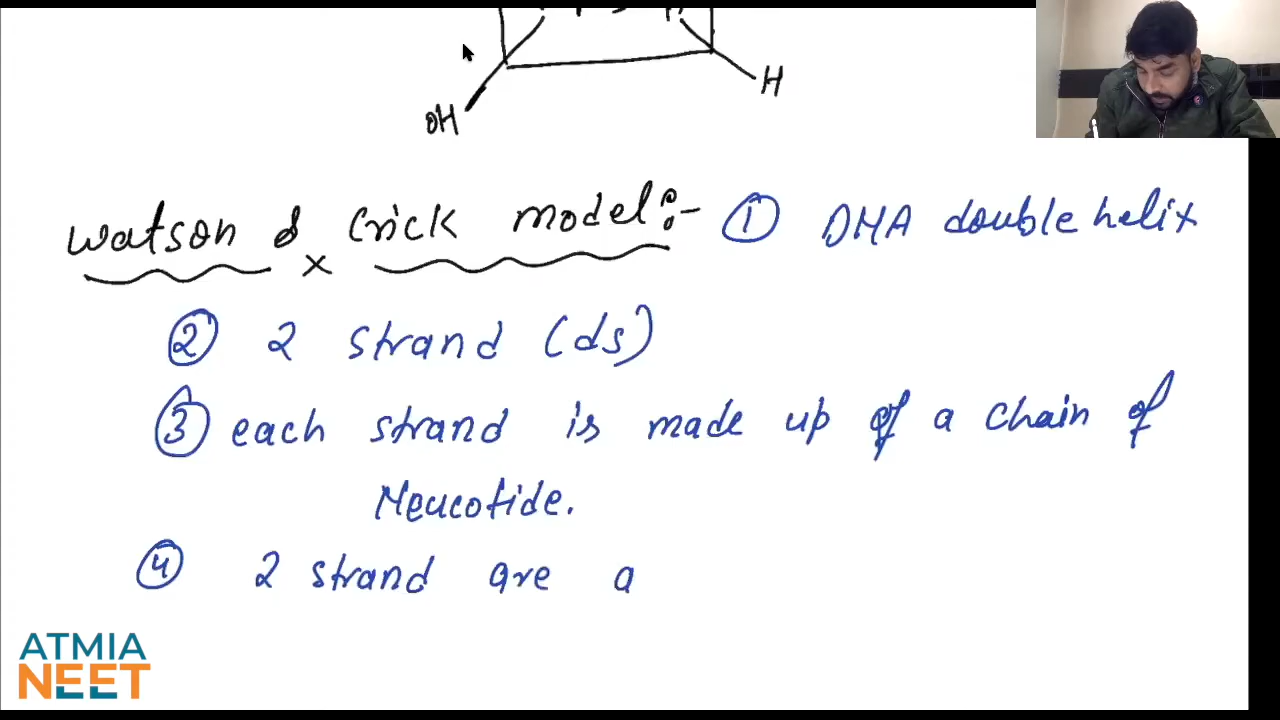 OH
H
Watson & Crick model :- ① DNA double helix
② 2 strand (ds)
③ each strand is made up of a chain of
Neucotide.
④ 2 strand are a
ATMIA
NEET